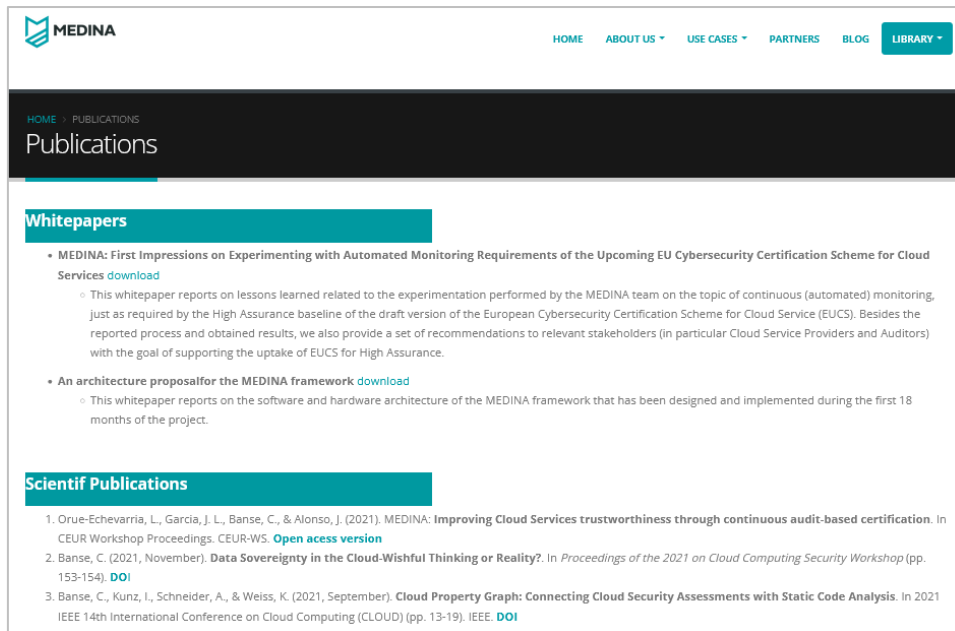 MEDINA
HOME ABOUT US USE CASES PARTNERS BLOG LIBRARY
HOME > PUBLICATIONS
Publications
Whitepapers
• MEDINA: First Impressions on Experimenting with Automated Monitoring Requirements of the Upcoming EU Cybersecurity Certification Scheme for Cloud
Services download
○ This whitepaper reports on lessons learned related to the experimentation performed by the MEDINA team on the topic of continuous (automated) monitoring,
just as required by the High Assurance baseline of the draft version of the European Cybersecurity Certification Scheme for Cloud Service (EUCS). Besides the
reported process and obtained results, we also provide a set of recommendations to relevant stakeholders (in particular Cloud Service Providers and Auditors)
with the goal of supporting the uptake of EUCS for High Assurance.
• An architecture proposalfor the MEDINA framework download
○ This whitepaper reports on the software and hardware architecture of the MEDINA framework that has been designed and implemented during the first 18
months of the project.
Scientif Publications
1. Orue-Echevarria, L., Garcia, J. L., Banse, C., & Alonso, J. (2021). MEDINA: Improving Cloud Services trustworthiness through continuous audit-based certification. In
CEUR Workshop Proceedings. CEUR-WS. Open acess version
2. Banse, C. (2021, November). Data Sovereignty in the Cloud-Wishful Thinking or Reality?. In Proceedings of the 2021 on Cloud Computing Security Workshop (pp.
153-154). DOI
3. Banse, C., Kunz, I., Schneider, A., & Weiss, K. (2021, September). Cloud Property Graph: Connecting Cloud Security Assessments with Static Code Analysis. In 2021
IEEE 14th International Conference on Cloud Computing (CLOUD) (pp. 13-19). IEEE. DOI